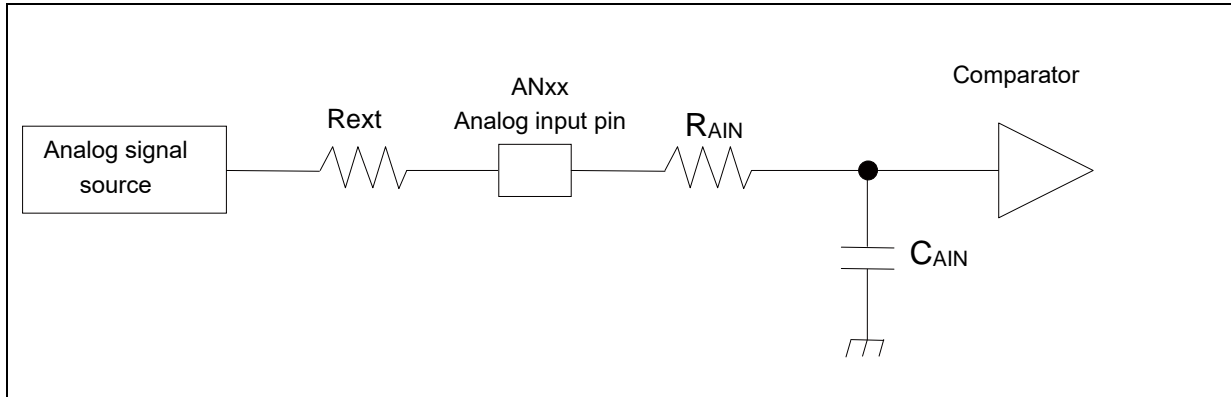 Comparator
ANxx
Analog input pin
Rext
RAIN
Analog signal
source
CAIN